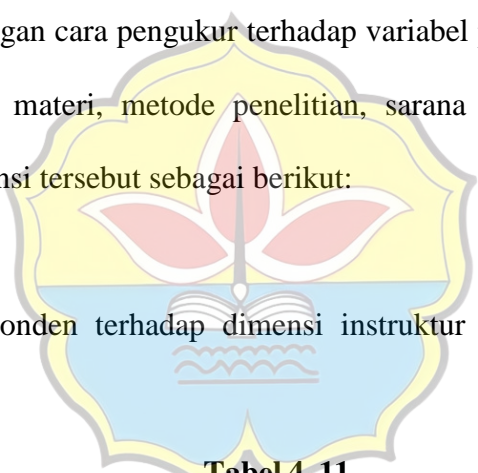 gan cara pengukur terhadap variabel
materi, metode penelitian, sarana
nsi tersebut sebagai berikut:
onden terhadap dimensi instruktur
Tabel 4. 11